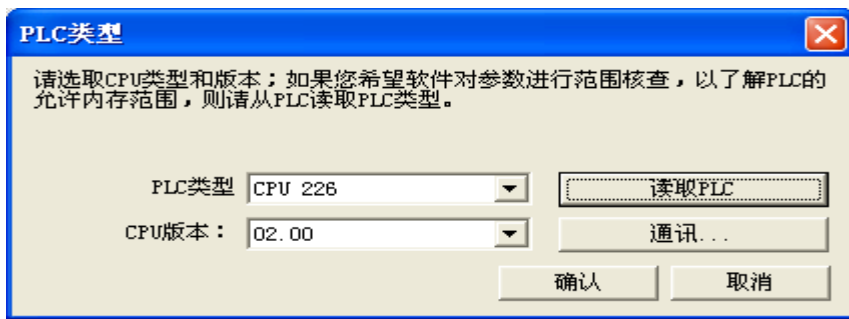 PLC类型
请选取CPU类型和版本；如果您希望软件对参数进行范围核查，以了解PLC的
允许内存范围，则请从PLC读取PLC类型。
PLC类型 CPU 226 读取PLC
CPU版本： 02.00 通讯...
确认 取消